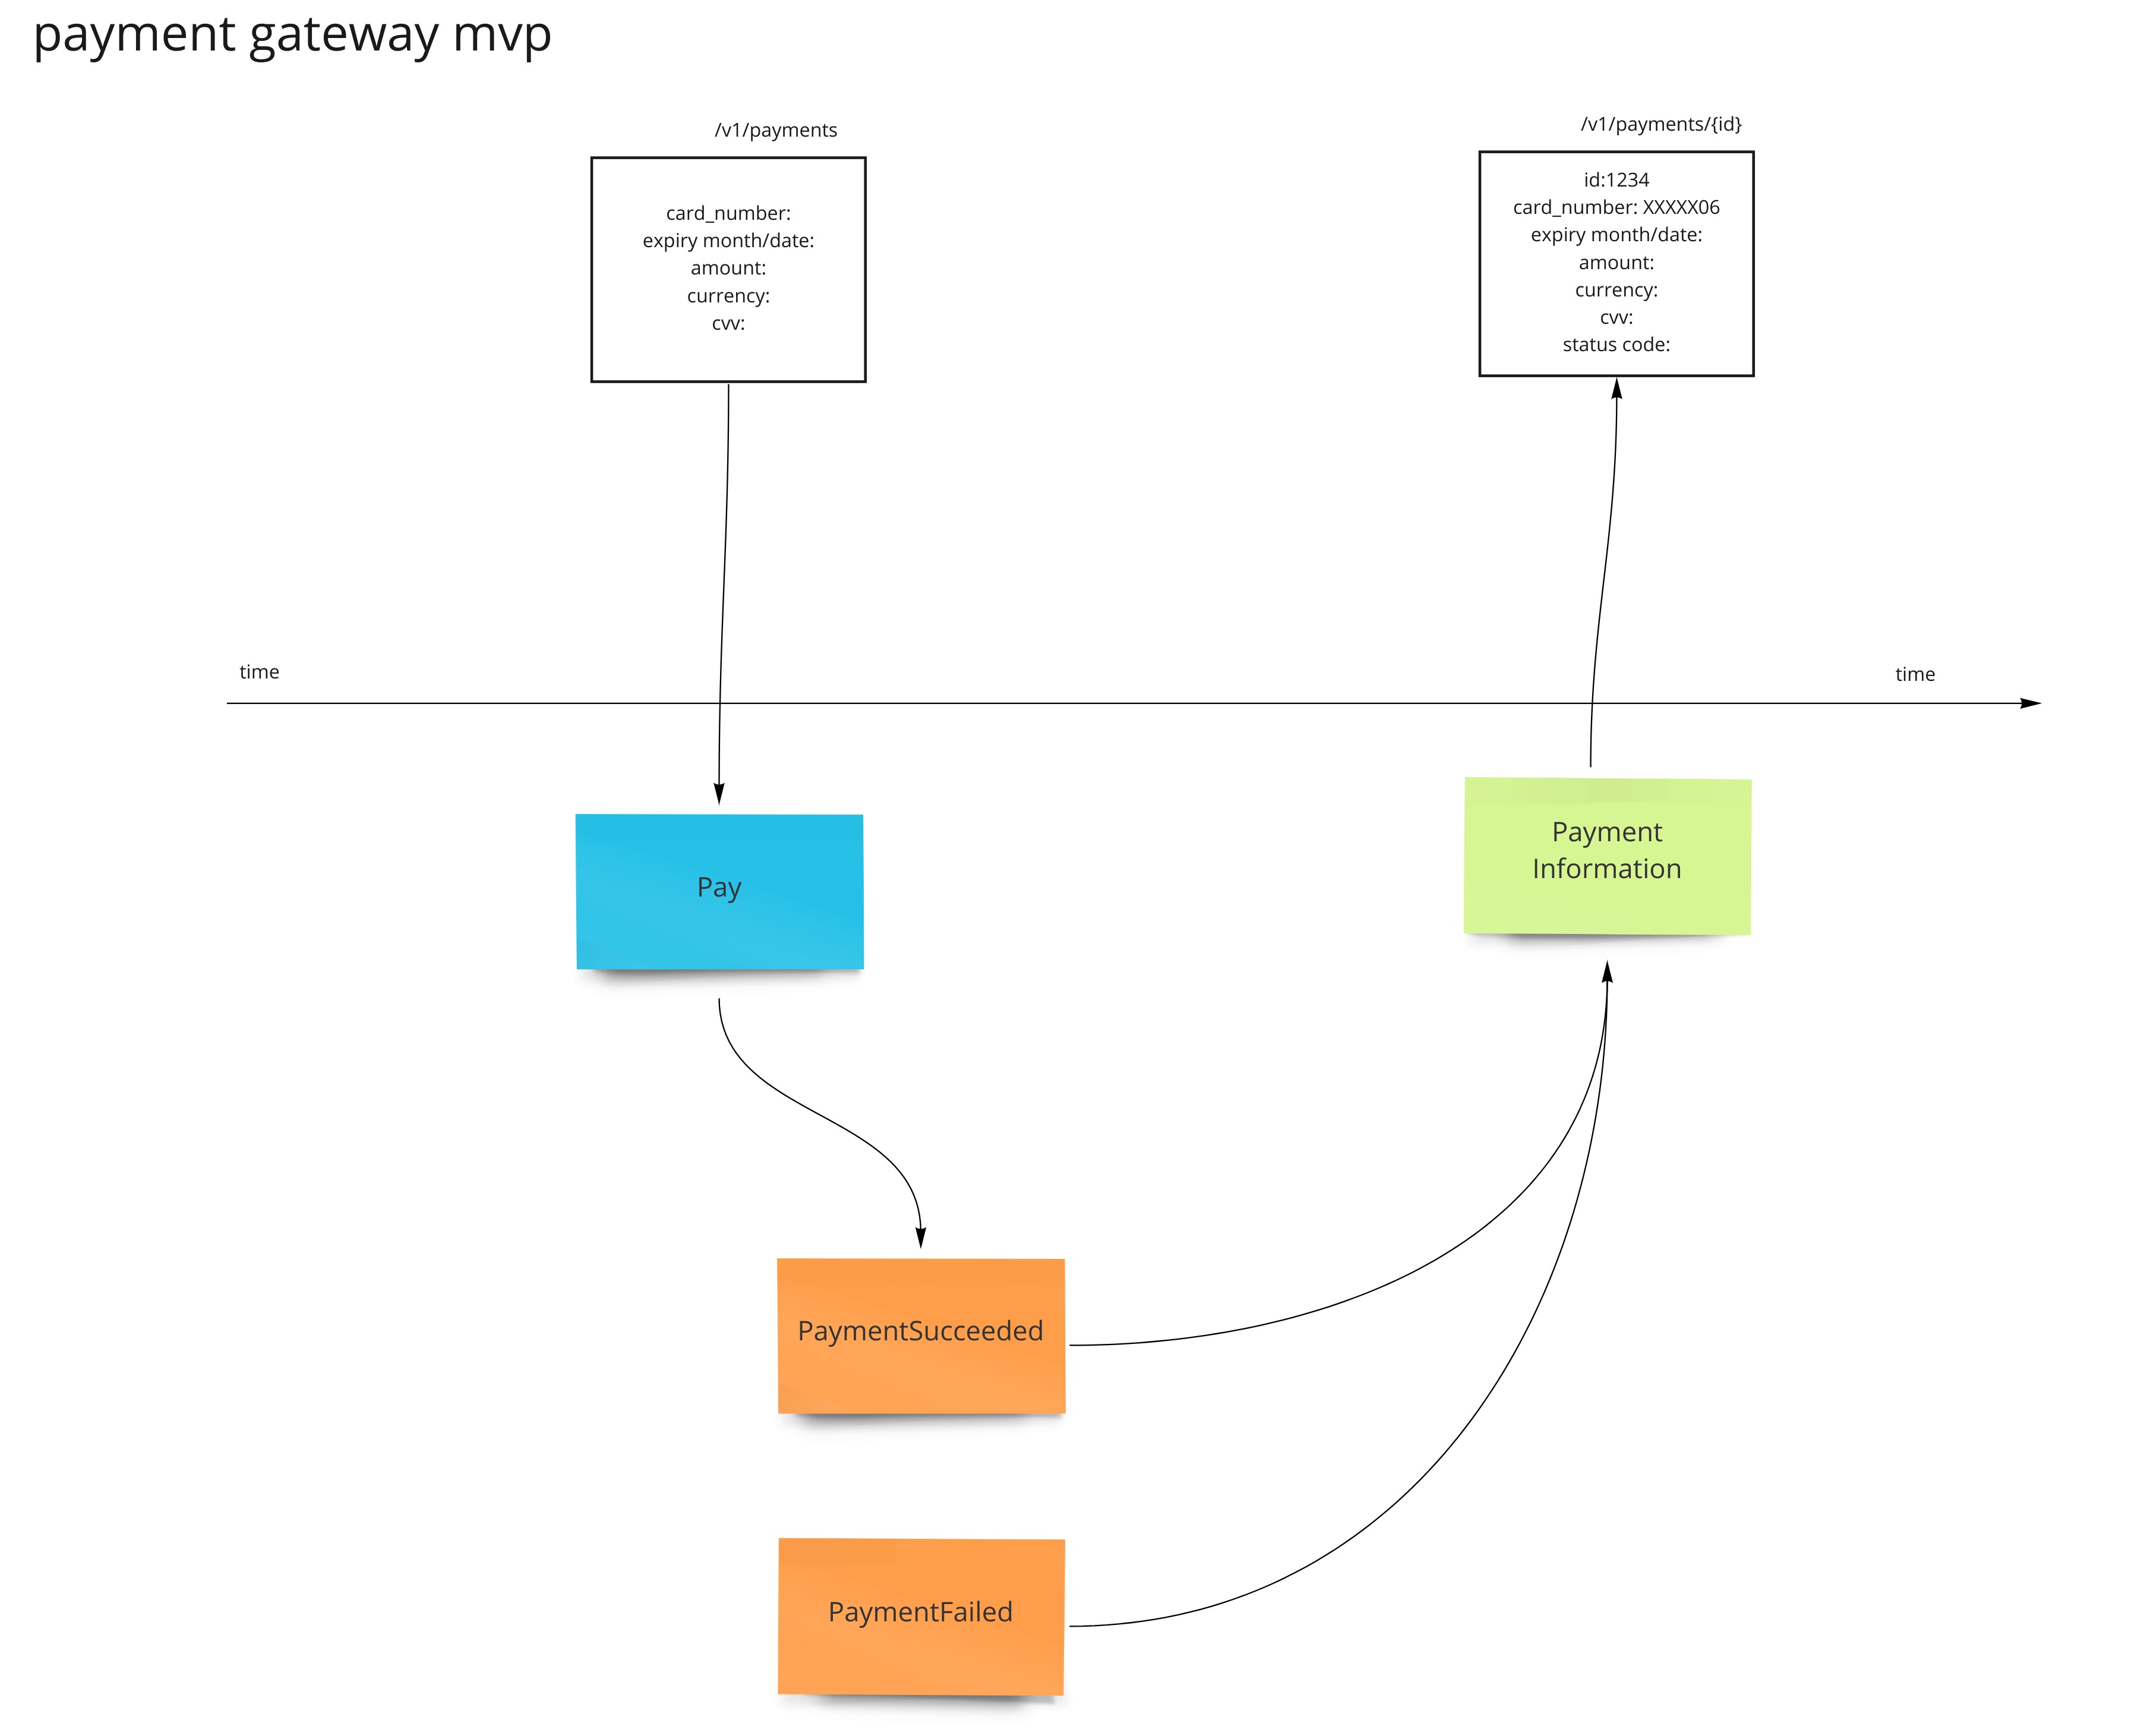 payment gateway mvp
/v1/payments
card_number:
expiry month/date:
amount:
currency:
cvv:
/v1/payments/{id}
id:1234
card_number: XXXXX06
expiry month/date:
amount:
currency:
cvv:
status code:
time
time
Pay
Payment
Information
PaymentSucceeded
PaymentFailed